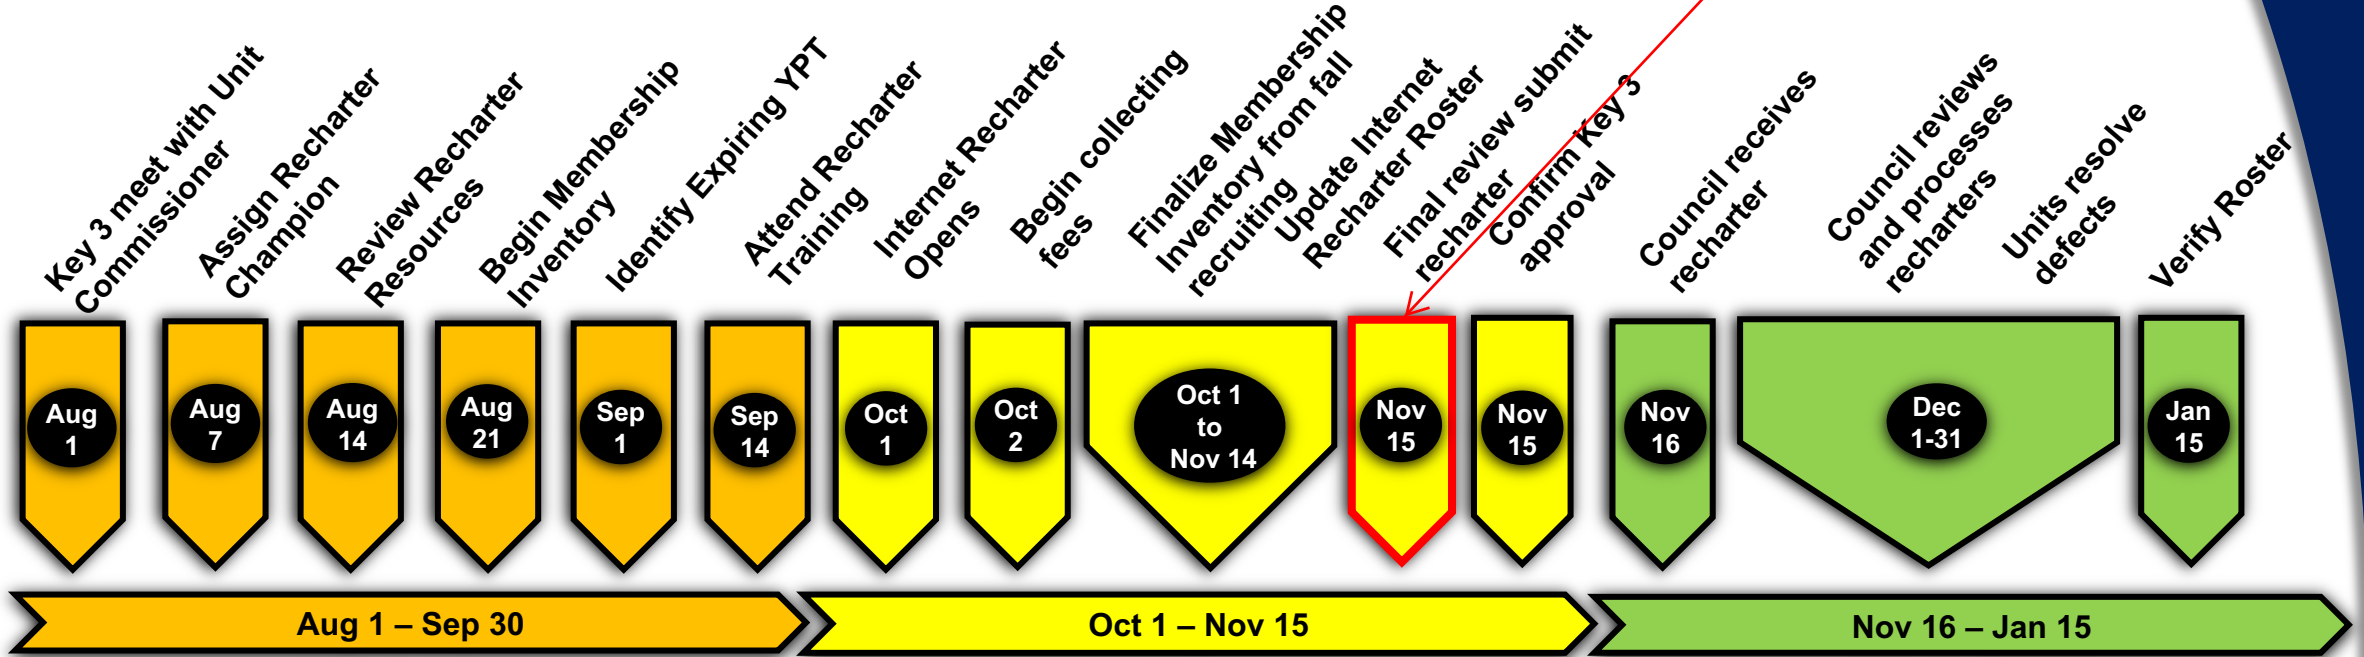 Key 3 meet with Unit
Commissioner
Assign Recharter
Champion
Review Recharter
Resources
Begin Membership
Inventory
Identify Expiring YPT
Attend Recharter
Training
Internet Recharter
Opens
Begin collecting
fees
Finalize Membership
Inventory from fall
recruiting
Update Internet
Recharter Roster
Final review submit
recharter
Confirm Key 3
approval
Council receives
recharter
Council reviews
and processes
recharters
Units resolve
defects
Verify Roster
Aug
1
Aug
7
Aug
14
Aug
21
Sep
1
Sep
14
Oct
1
Oct
2
Oct 1
to
Nov 14
Nov
15
Nov
15
Nov
16
Dec
1-31
Jan
15
Aug 1 – Sep 30
Oct 1 – Nov 15
Nov 16 – Jan 15